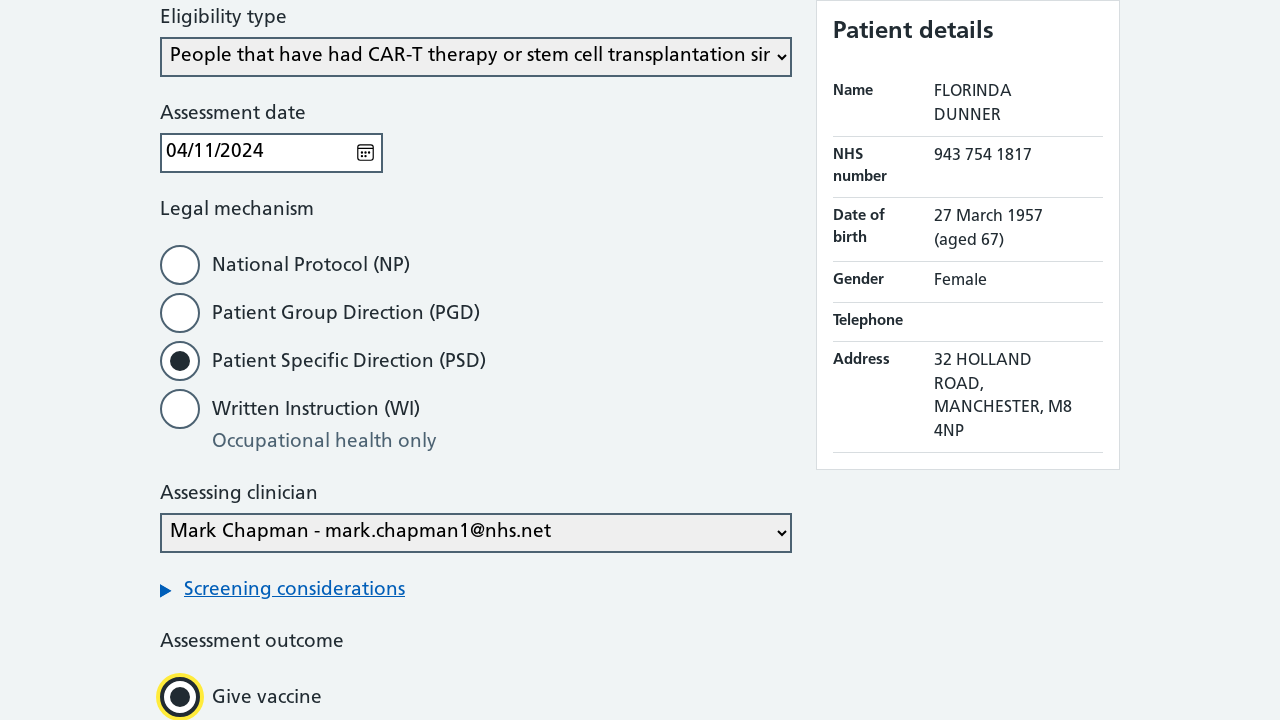 Eligibility type
People that have had CAR-T therapy or stem cell transplantation sir
Assessment date
04/11/2024
Legal mechanism
National Protocol (NP)
Patient Group Direction (PGD)
Patient Specific Direction (PSD)
Written Instruction (WI)
Occupational health only
Assessing clinician
Mark Chapman - mark.chapman1@nhs.net
Screening considerations
Assessment outcome
Give vaccine
Patient details
Name FLORINDA
DUNNER
NHS number 943 754 1817
Date of birth 27 March 1957
(aged 67)
Gender Female
Telephone
Address 32 HOLLAND
ROAD,
MANCHESTER, M8
4NP